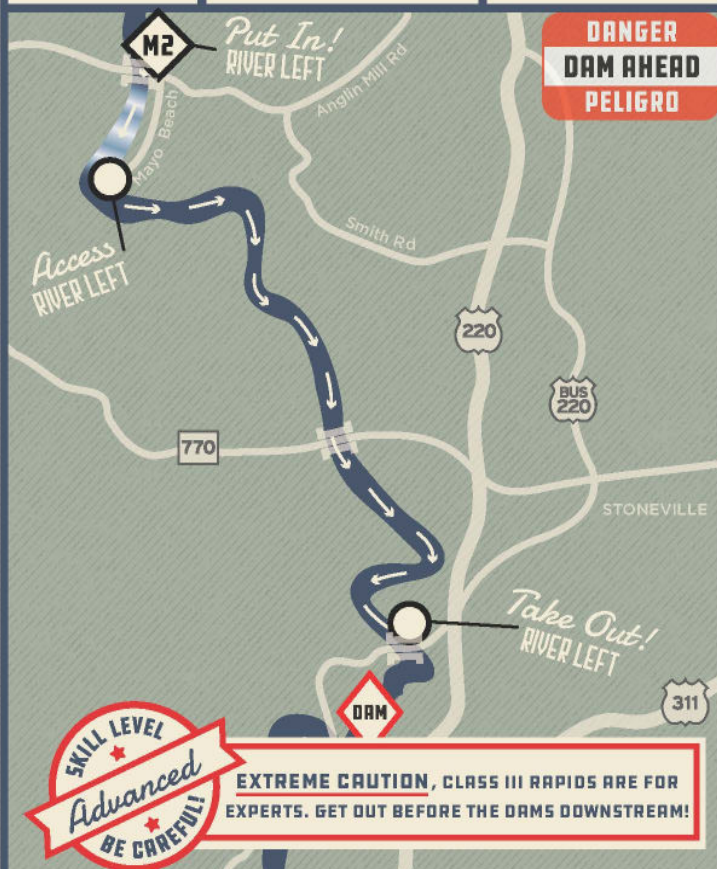 M2
Put In!
RIVER LEFT
DANGER
DAM AHEAD
PELIGRO
Anglin Mill Rd
Mayo Beach
Access
RIVER LEFT
Smith Rd
220
BUS
220
770
STONEVILLE
Take Out!
RIVER LEFT
311
DAM
SKILL LEVEL
Advanced
BE CAREFUL!
EXTREME CAUTION, CLASS III RAPIDS ARE FOR
EXPERTS. GET OUT BEFORE THE DAMS DOWNSTREAM!